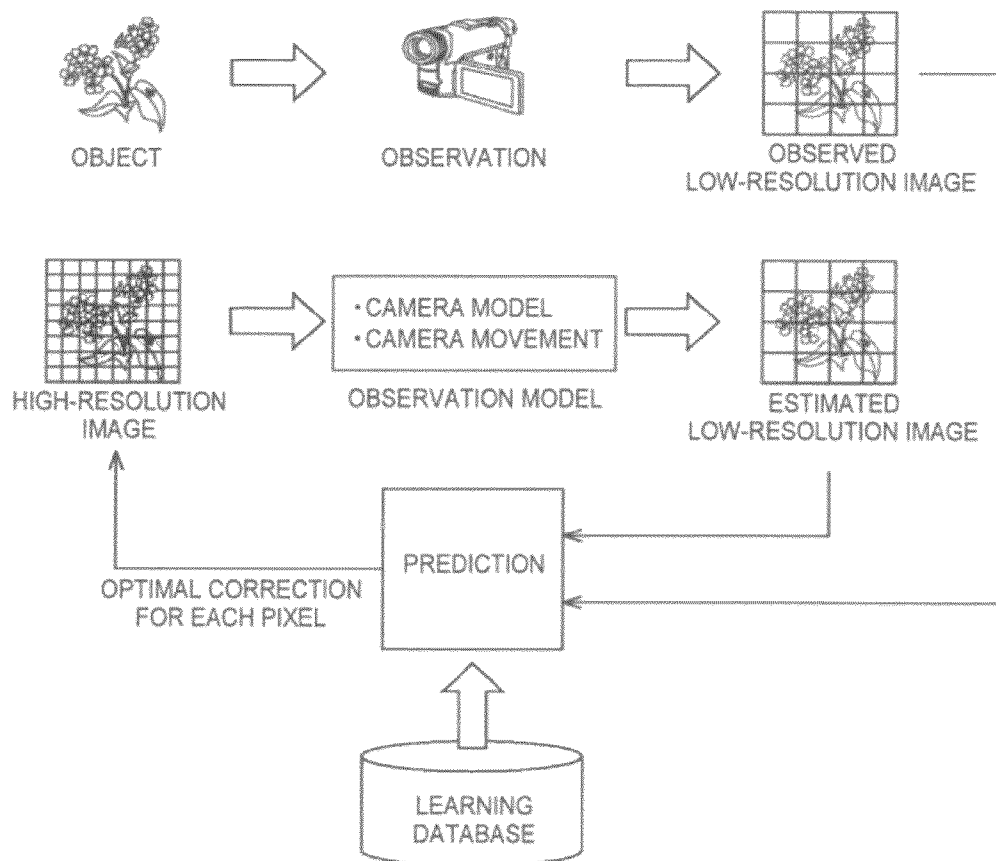 OBJECT
OBSERVATION
OBSERVED
LOW-RESOLUTION IMAGE
・CAMERA MODEL
・CAMERA MOVEMENT
HIGH-RESOLUTION
IMAGE
OBSERVATION MODEL
ESTIMATED
LOW-RESOLUTION IMAGE
PREDICTION
OPTIMAL CORRECTION
FOR EACH PIXEL
LEARNING
DATABASE